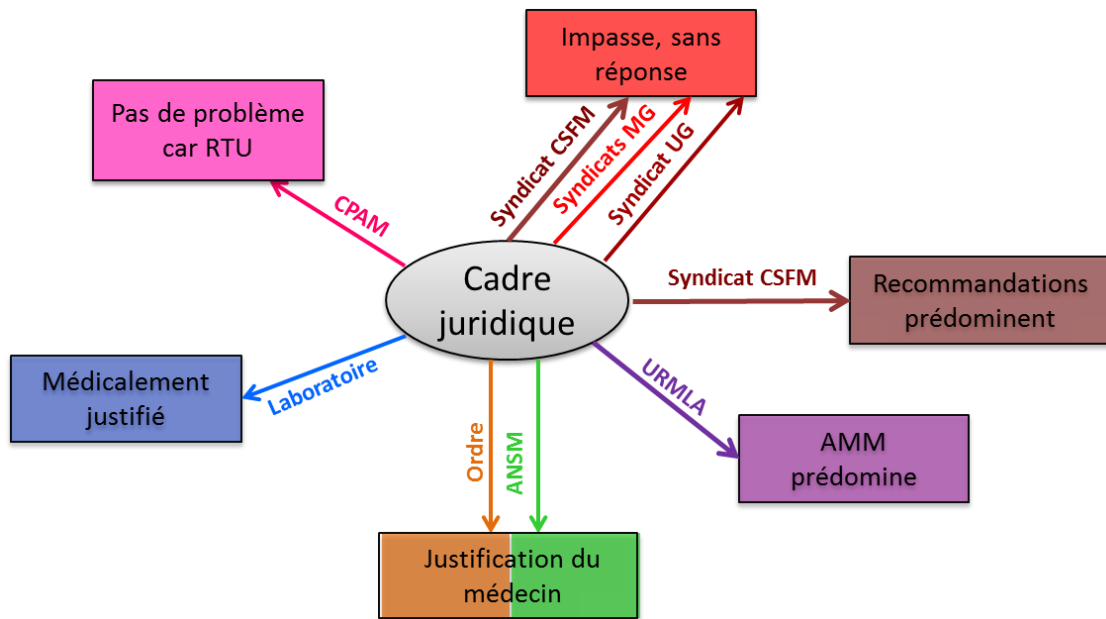 Impasse, sans
réponse
Pas de problème
car RTU
Syndicat CSFM
Syndicats MG
Syndicat UG
CPAM
Cadre
juridique
Syndicat CSFM
Recommandations
prédominent
Médicalement
justifié
Laboratoire
URMLA
AMM
prédomine
Ordre
ANSM
Justification du
médecin